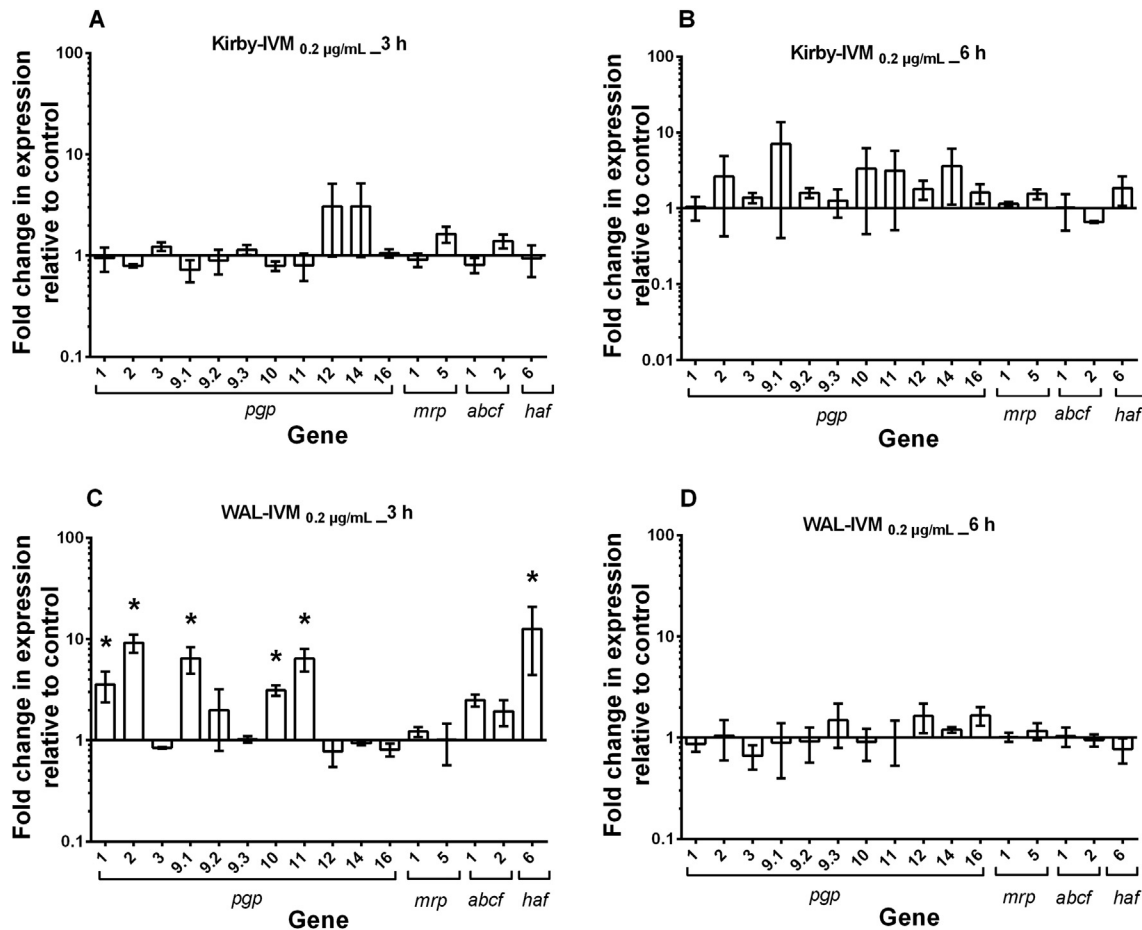 A
Kirby-IVM 0.2 µg/mL _3 h
Fold change in expression
relative to control
100
10
1
0.1
1 2 3 9.1 9.2 9.3 10 11 12 14 16 1 5 1 2 6
pgp mrp abcf haf
Gene
B
Kirby-IVM 0.2 µg/mL _6 h
Fold change in expression
relative to control
100
10
1
0.1
0.01
1 2 3 9.1 9.2 9.3 10 11 12 14 16 1 5 1 2 6
pgp mrp abcf haf
Gene
C
WAL-IVM 0.2 µg/mL _3 h
Fold change in expression
relative to control
100
10
1
0.1
* * * * * *
1 2 3 9.1 9.2 9.3 10 11 12 14 16 1 5 1 2 6
pgp mrp abcf haf
Gene
D
WAL-IVM 0.2 µg/mL _6 h
Fold change in expression
relative to control
100
10
1
0.1
1 2 3 9.1 9.2 9.3 10 11 12 14 16 1 5 1 2 6
pgp mrp abcf haf
Gene